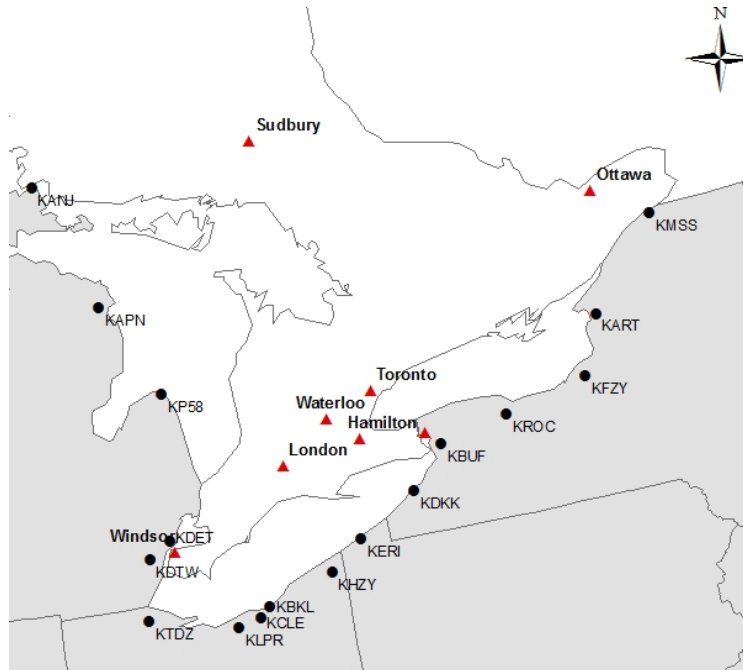 N
Sudbury
Ottawa
KANJ
KMSS
KAPN
KART
Toronto
KFZY
KP58
Waterloo
Hamilton
KROC
London
KBUF
KDKK
Windsor
KDET
KERI
KDTW
KHZY
KBKL
KCLE
KTDZ
KLPR